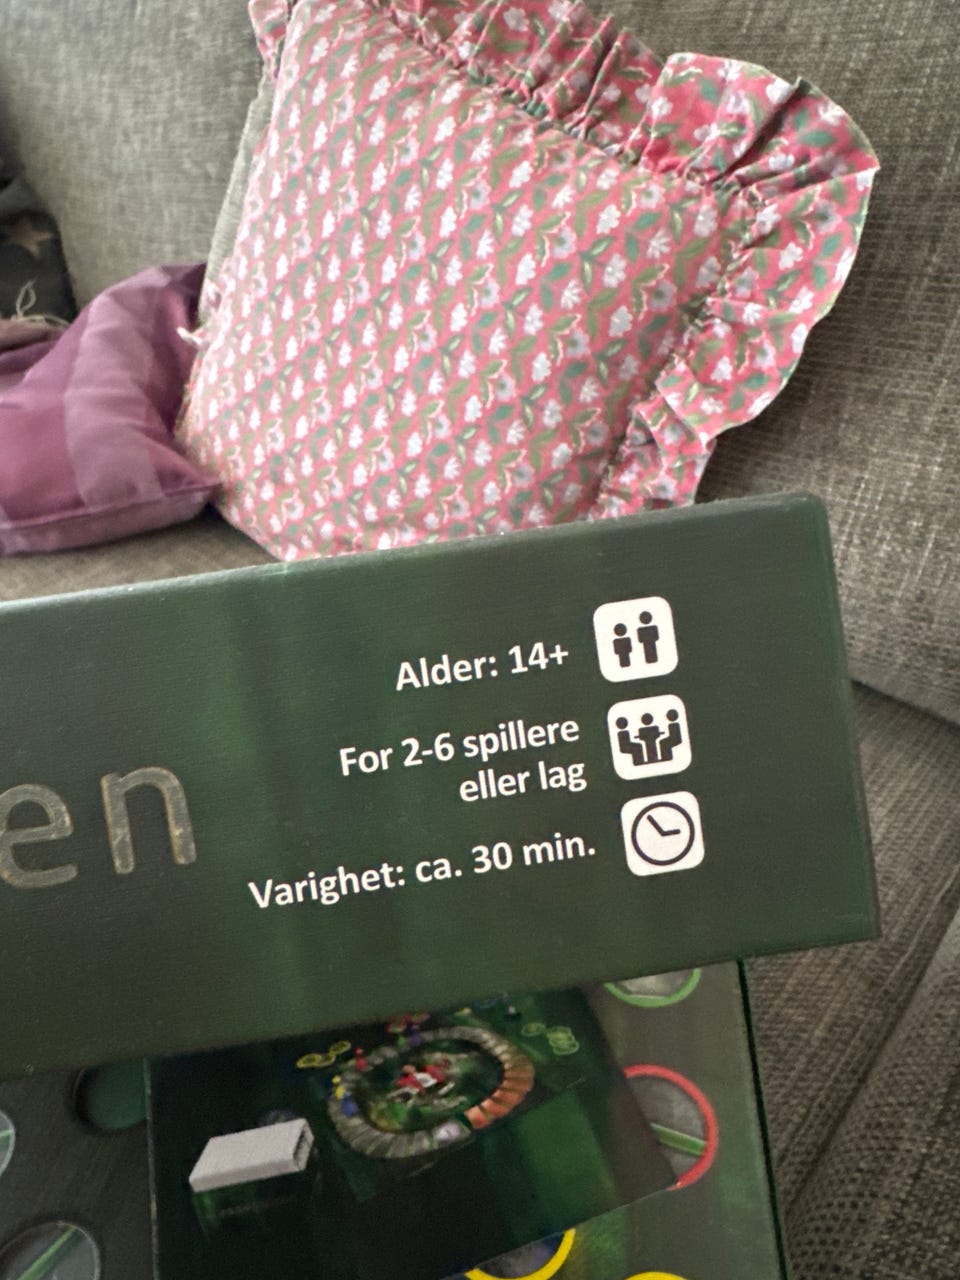 Alder: 14+
For 2-6 spillere
eller lag
en
Varighet: ca. 30 min.